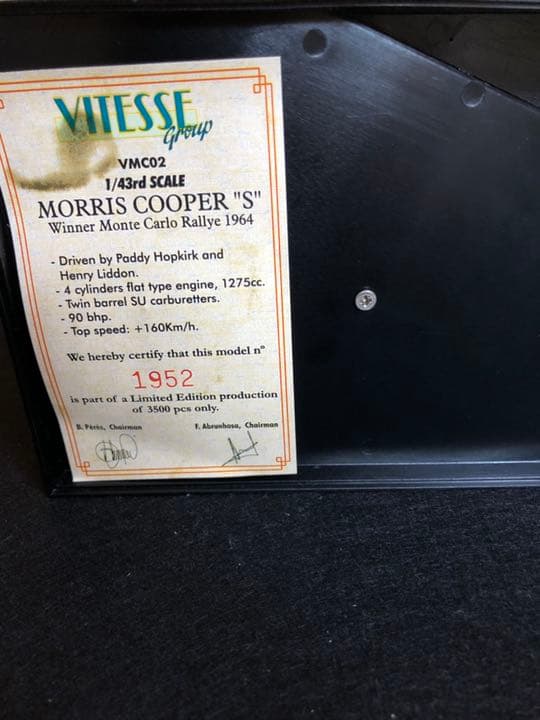 VITESSE
Group
VMC02
1/43rd SCALE
MORRIS COOPER "S"
Winner Monte Carlo Rallye 1964
- Driven by Paddy Hopkirk and
Henry Liddon.
- 4 cylinders flat type engine, 1275cc.
- Twin barrel SU carburetters.
- 90 bhp.
- Top speed: +160Km/h.
We hereby certify that this model nº
1952
is part of a Limited Edition production
of 3500 pcs only.
B. Pérès, Chairman F. Abrunhosa, Chairman